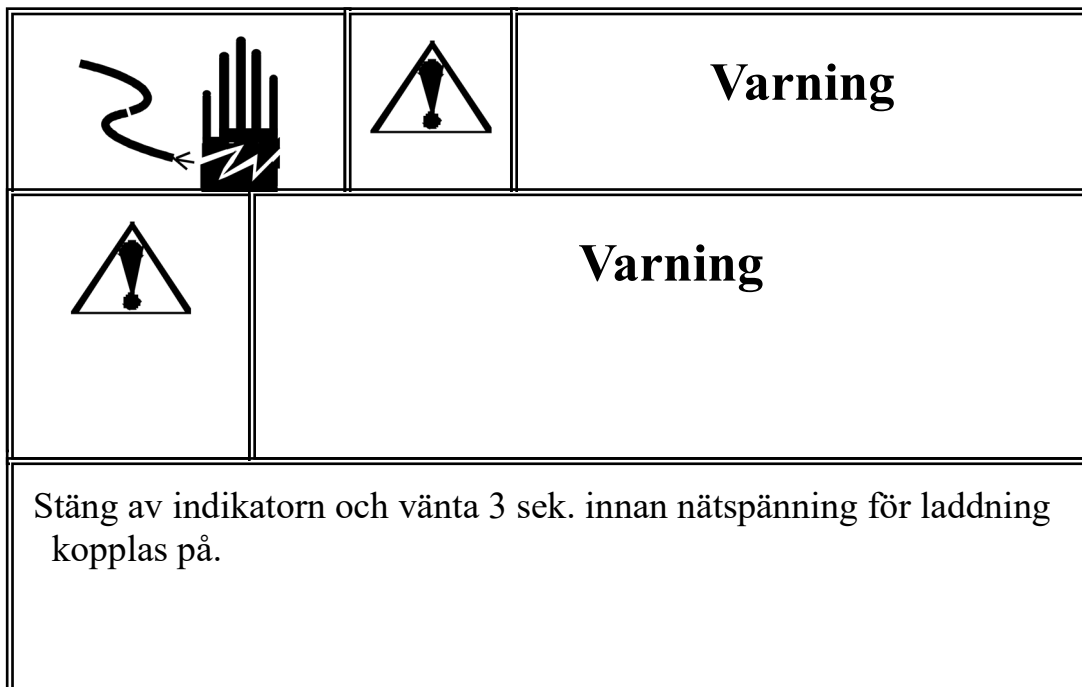 Varning
Varning
Stäng av indikatorn och vänta 3 sek. innan nätspänning för laddning
kopplas på.